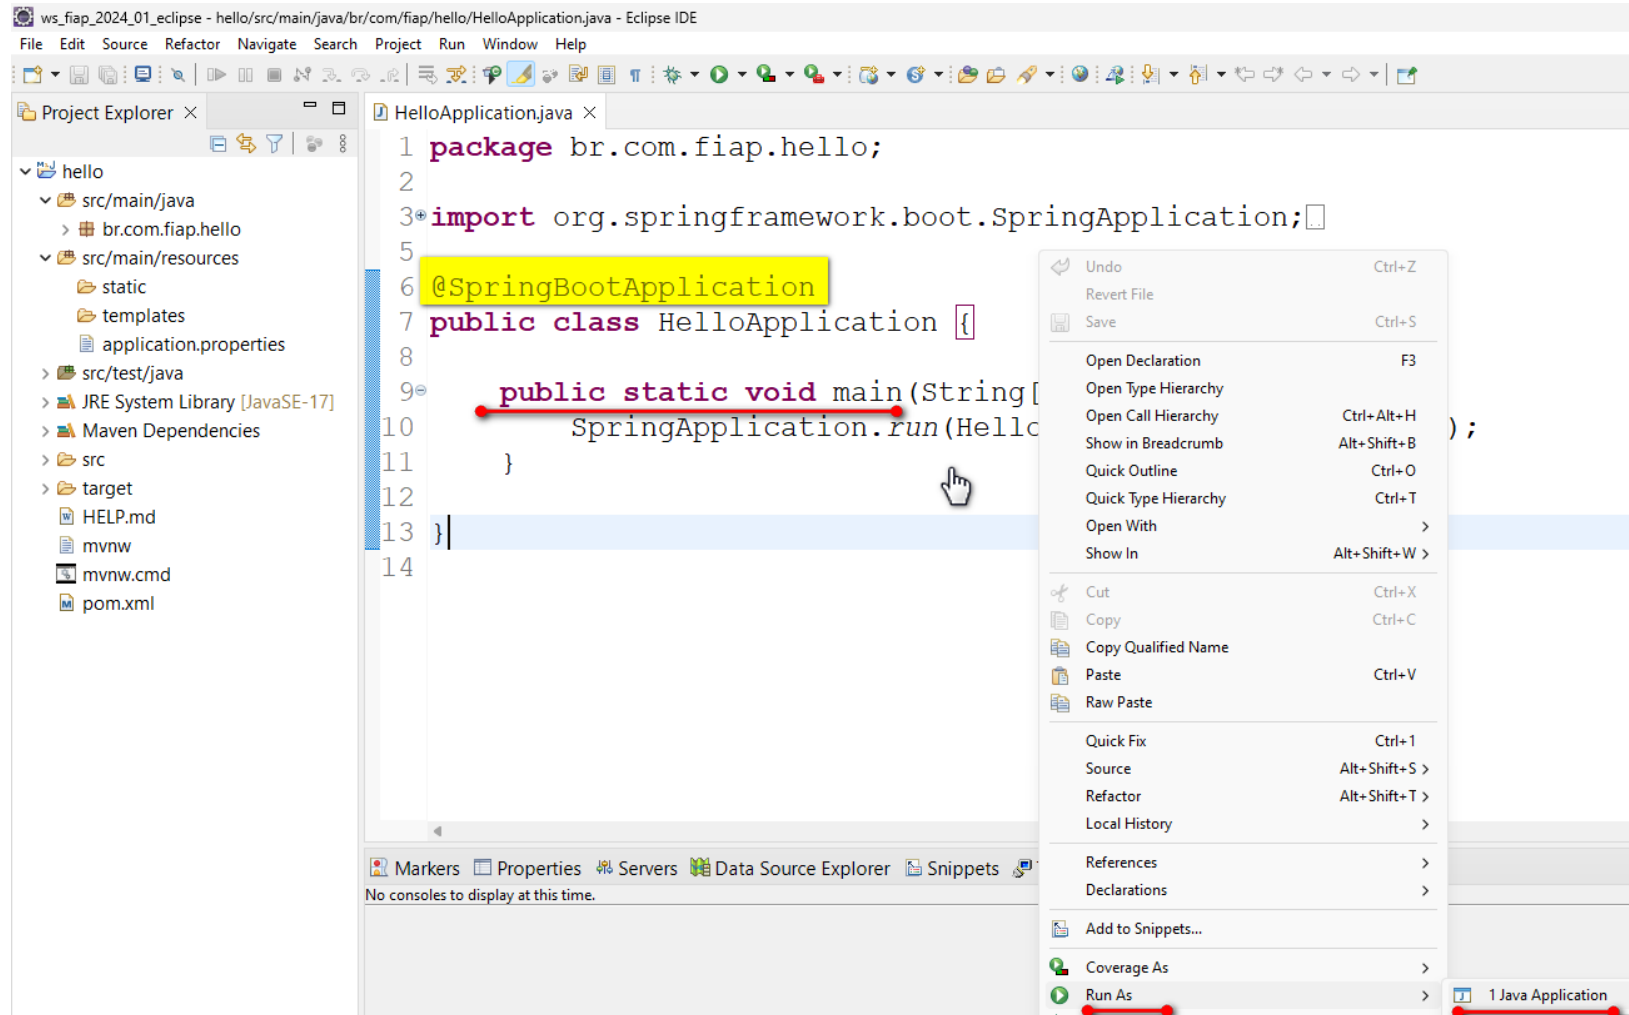 ws_fiap_2024_01_eclipse - hello/src/main/java/br/com/fiap/hello/HelloApplication.java - Eclipse IDE
File Edit Source Refactor Navigate Search Project Run Window Help
Project Explorer
hello
src/main/java
br.com.fiap.hello
src/main/resources
static
templates
application.properties
src/test/java
JRE System Library [JavaSE-17]
Maven Dependencies
src
target
HELP.md
mvnw
mvnw.cmd
pom.xml
HelloApplication.java
1 package br.com.fiap.hello;
2
3 import org.springframework.boot.SpringApplication;
5
6 @SpringBootApplication
7 public class HelloApplication {
8
9 public static void main(String[
10 SpringApplication.run(Hello );
11 }
12
13 }
14
Markers Properties Servers Data Source Explorer Snippets
No consoles to display at this time.
Undo Ctrl+Z
Revert File
Save Ctrl+S
Open Declaration F3
Open Type Hierarchy
Open Call Hierarchy Ctrl+Alt+H
Show in Breadcrumb Alt+Shift+B
Quick Outline Ctrl+O
Quick Type Hierarchy Ctrl+T
Open With >
Show In Alt+Shift+W >
Cut Ctrl+X
Copy Ctrl+C
Copy Qualified Name
Paste Ctrl+V
Raw Paste
Quick Fix Ctrl+1
Source Alt+Shift+S >
Refactor Alt+Shift+T >
Local History >
References >
Declarations >
Add to Snippets...
Coverage As >
Run As >
1 Java Application